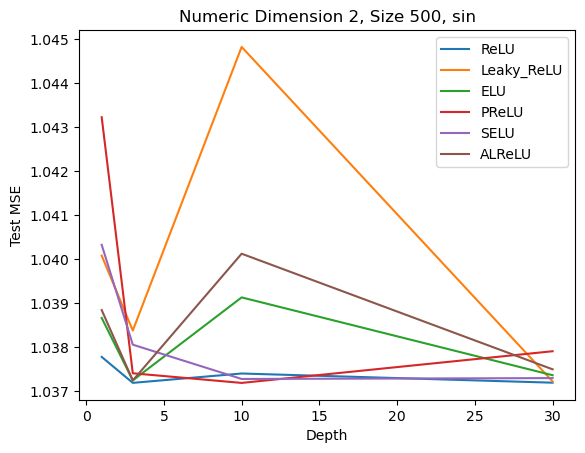 Numeric Dimension 2, Size 500, sin
1.045
1.044
1.043
1.042
1.041
1.040
1.039
1.038
1.037
Test MSE
ReLU
Leaky_ReLU
ELU
PReLU
SELU
ALReLU
0 5 10 15 20 25 30
Depth